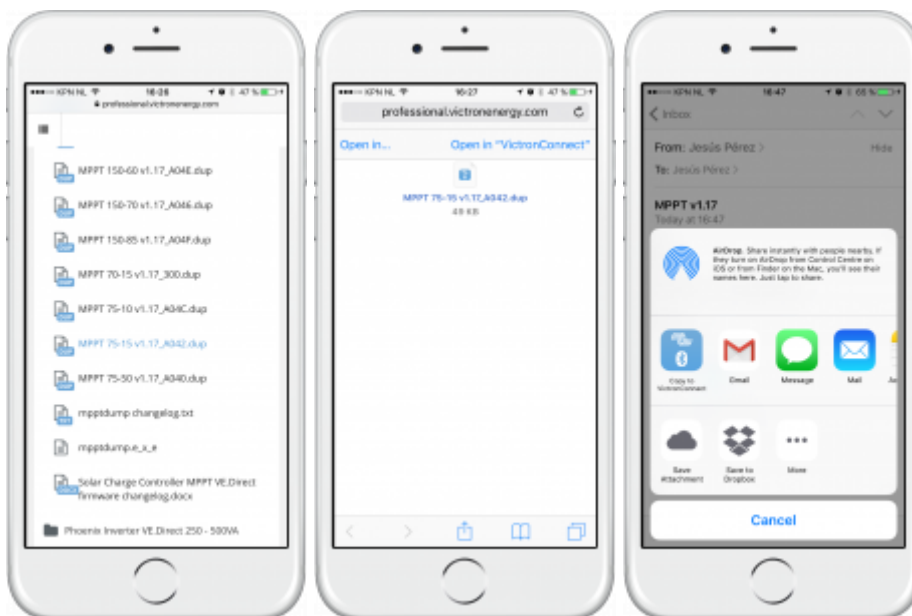 KPN NL 16:26 47 %
professional.victronenergy.com
MPPT 150-60 v1.17_A04E.dup
MPPT 150-70 v1.17_A046.dup
MPPT 150-85 v1.17_A04F.dup
MPPT 70-15 v1.17_300.dup
MPPT 75-10 v1.17_A04C.dup
MPPT 75-15 v1.17_A042.dup
MPPT 75-50 v1.17_A040.dup
mpptdump changelog.txt
mpptdump.e_x_e
Solar Charge Controller MPPT VE.Direct
firmware changelog.docx
Phoenix Inverter VE.Direct 250 - 500VA
KPN NL 16:27 47 %
professional.victronenergy.com
Open in... Open in "VictronConnect"
MPPT 75-15 v1.17_A042.dup
49 KB
KPN NL 16:47 65 %
Inbox
From: Jesús Pérez Hide
To: Jesús Pérez
MPPT v1.17
Today at 16:47
AirDrop. Share instantly with people nearby. If
they turn on AirDrop from Control Centre on
iOS or from Finder on the Mac, you'll see their
names here. Just tap to share.
Copy to
VictronConnect
Email
Message
Mail
Save
Attachment
Save to
Dropbox
More
Cancel